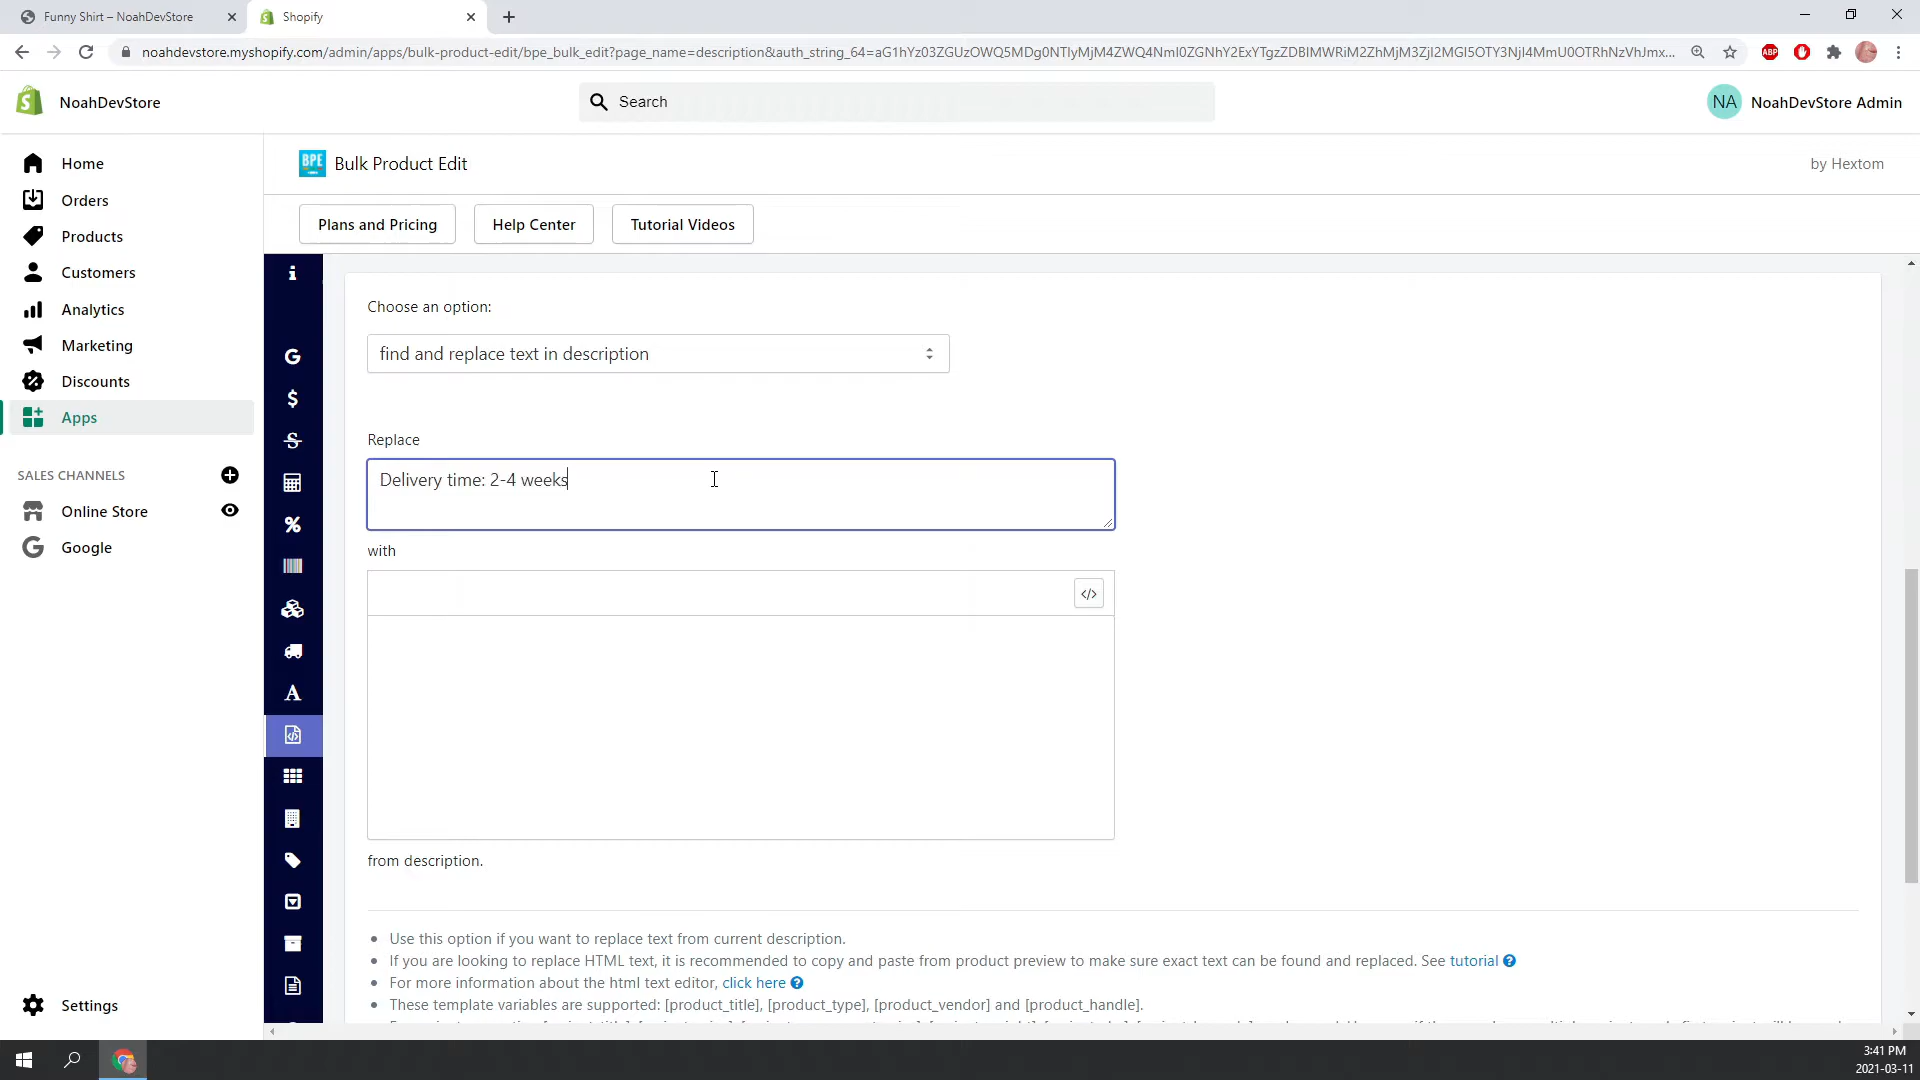 Funny Shirt – NoahDevStore
Shopify
noahdevstore.myshopify.com/admin/apps/bulk-product-edit/bpe_bulk_edit?page_name=description&auth_string_64=
NoahDevStore
Search
NA
NoahDevStore Admin
ABP
Home
Orders
Products
Customers
Analytics
Marketing
Discounts
Apps
SALES CHANNELS
Online Store
Google
Settings
BPE
Bulk Product Edit
by Hextom
Plans and Pricing
Help Center
Tutorial Videos
Choose an option:
find and replace text in description
Replace
Delivery time: 2-4 weeks
with
</>
from description.
Use this option if you want to replace text from current description.
If you are looking to replace HTML text, it is recommended to copy and paste from product preview to make sure exact text can be found and replaced. See tutorial
For more information about the html text editor, click here
These template variables are supported: [product_title], [product_type], [product_vendor] and [product_handle].
3:41 PM
2021-03-11